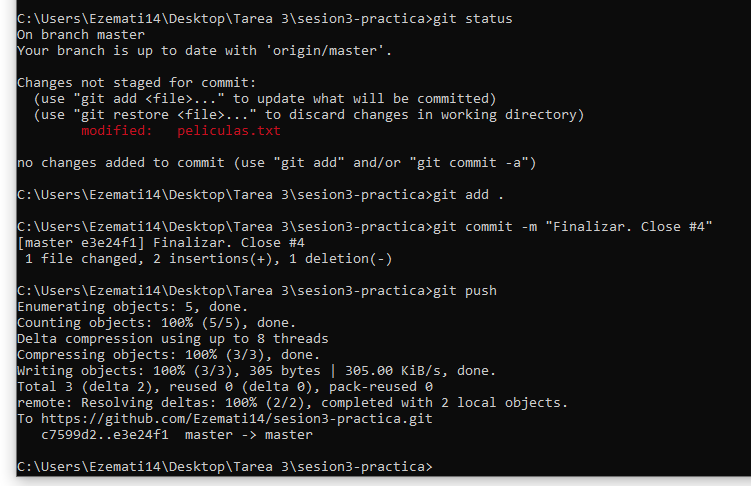 C:\Users\Ezemati14\Desktop\Tarea 3\sesion3-practica>git status
On branch master
Your branch is up to date with 'origin/master'.
Changes not staged for commit:
(use "git add <file>..." to update what will be committed)
(use "git restore <file>..." to discard changes in working directory)
modified: peliculas.txt
no changes added to commit (use "git add" and/or "git commit -a")
C:\Users\Ezemati14\Desktop\Tarea 3\sesion3-practica>git add .
C:\Users\Ezemati14\Desktop\Tarea 3\sesion3-practica>git commit -m "Finalizar. Close #4"
[master e3e24f1] Finalizar. Close #4
1 file changed, 2 insertions(+), 1 deletion(-)
C:\Users\Ezemati14\Desktop\Tarea 3\sesion3-practica>git push
Enumerating objects: 5, done.
Counting objects: 100% (5/5), done.
Delta compression using up to 8 threads
Compressing objects: 100% (3/3), done.
Writing objects: 100% (3/3), 305 bytes | 305.00 KiB/s, done.
Total 3 (delta 2), reused 0 (delta 0), pack-reused 0
remote: Resolving deltas: 100% (2/2), completed with 2 local objects.
To https://github.com/Ezemati14/sesion3-practica.git
c7599d2..e3e24f1 master -> master
C:\Users\Ezemati14\Desktop\Tarea 3\sesion3-practica>